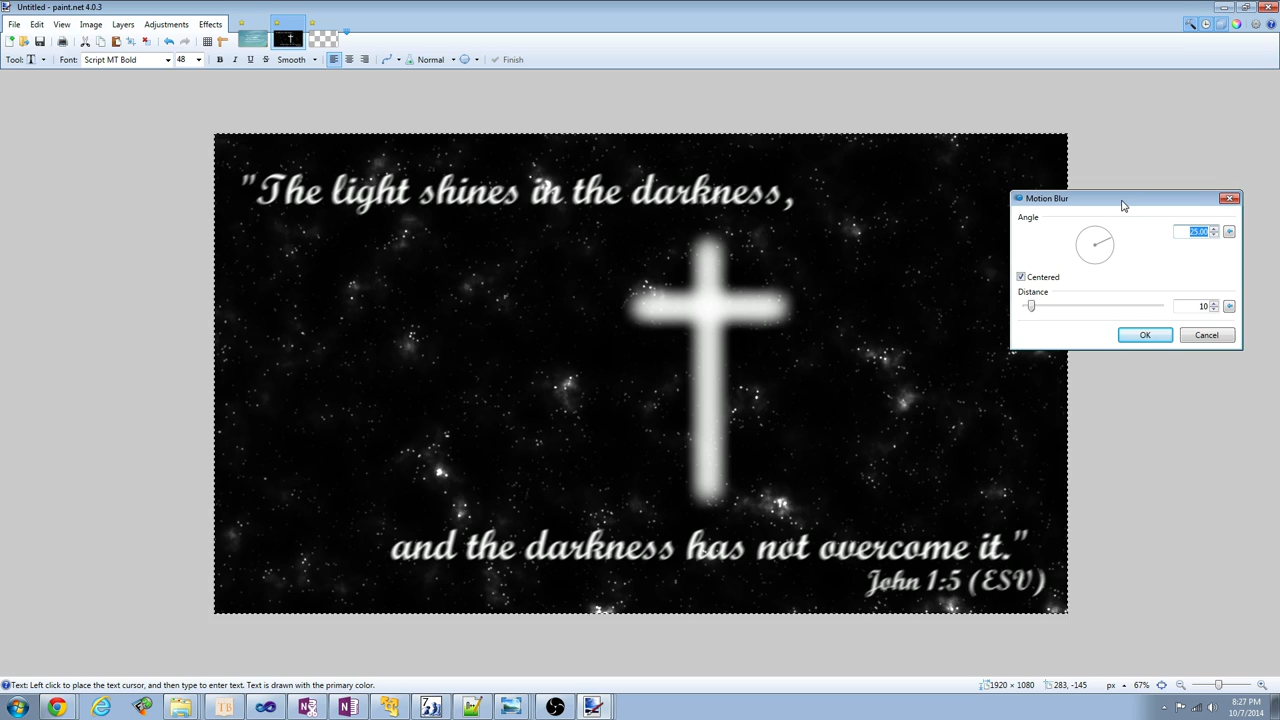 Untitled - paint.net 4.0.3
File Edit View Image Layers Adjustments Effects
Tool: T Font: Script MT Bold 48 B I U S Smooth Normal Finish
"The light shines in the darkness,
Motion Blur
Angle
25.00
Centered
Distance
10
OK Cancel
and the darkness has not overcome it."
John 1:5 (ESV)
Text: Left click to place the text cursor, and then type to enter text. Text is drawn with the primary color.
1920 × 1080 283, -145 px 67%
TB
8:27 PM
10/7/2014